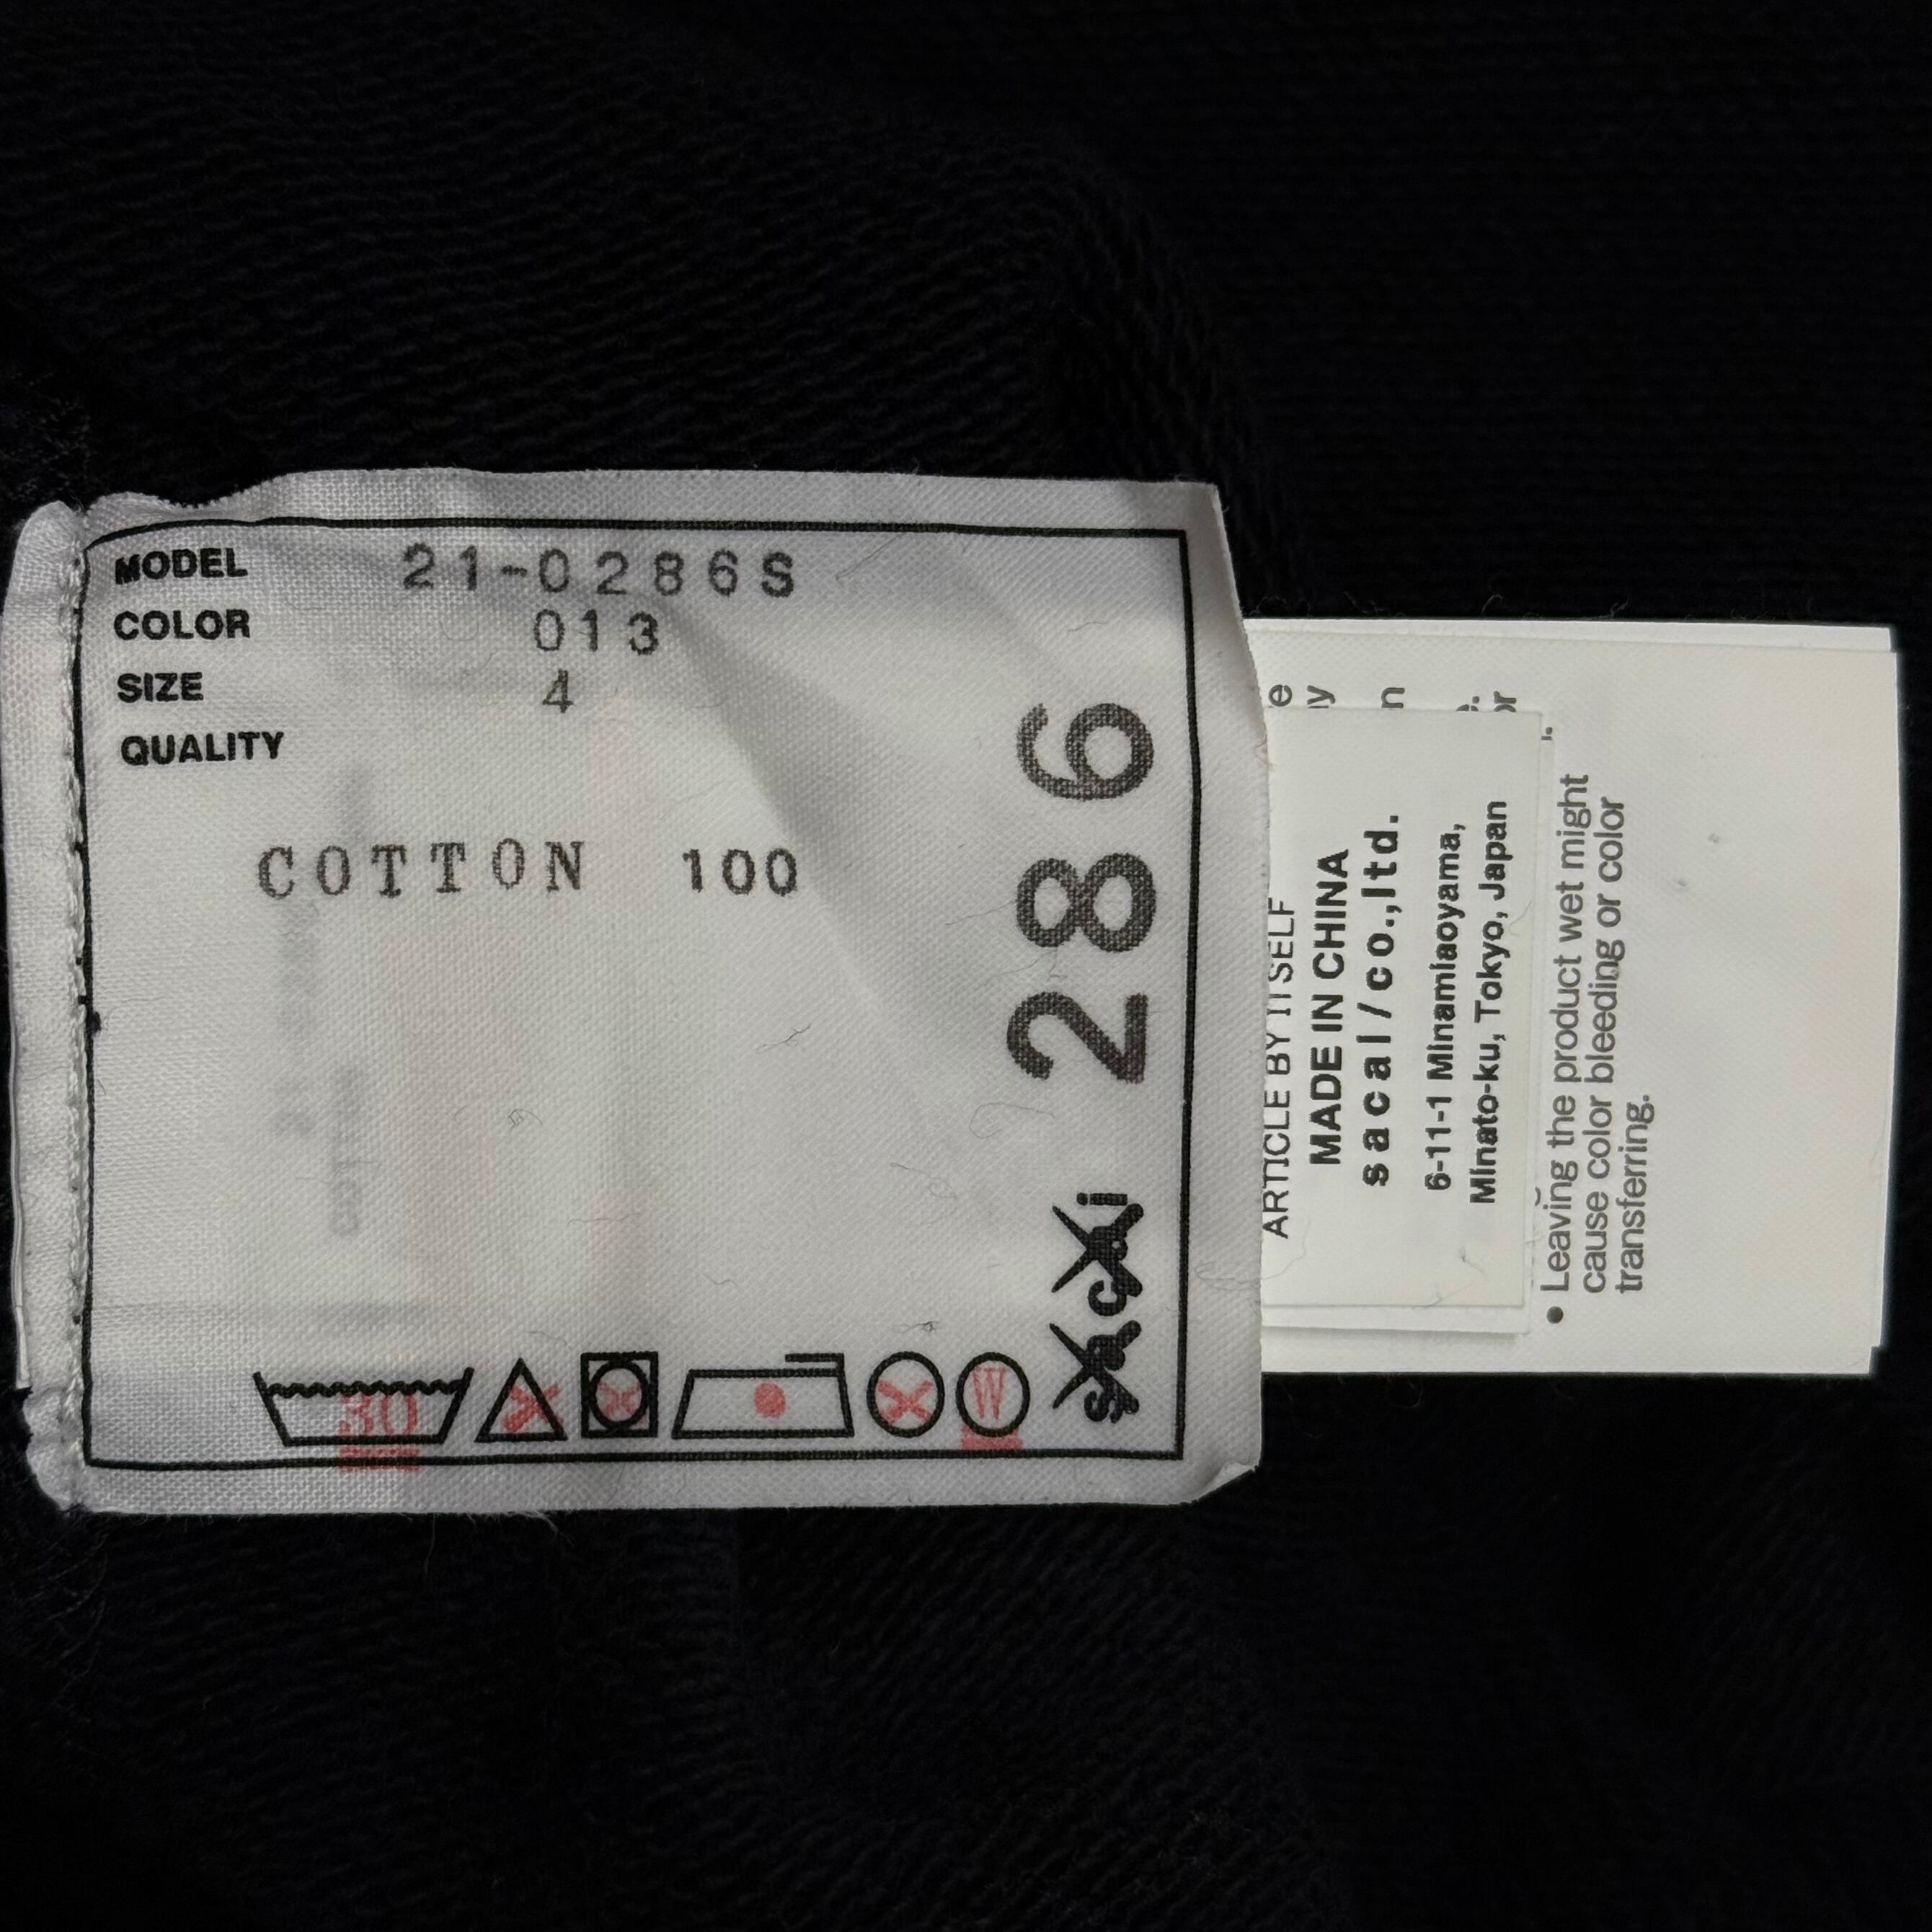 MODEL 21-0286S
COLOR 013
SIZE 4
QUALITY
COTTON 100
286
sacai
30
W
ARTICLE BY ITSELF
MADE IN CHINA
sacaI/co.,ltd.
6-11-1 MInamIaoyama,
MInato-ku, Tokyo, Japan
• Leaving the product wet might
cause color bleeding or color
transferring.